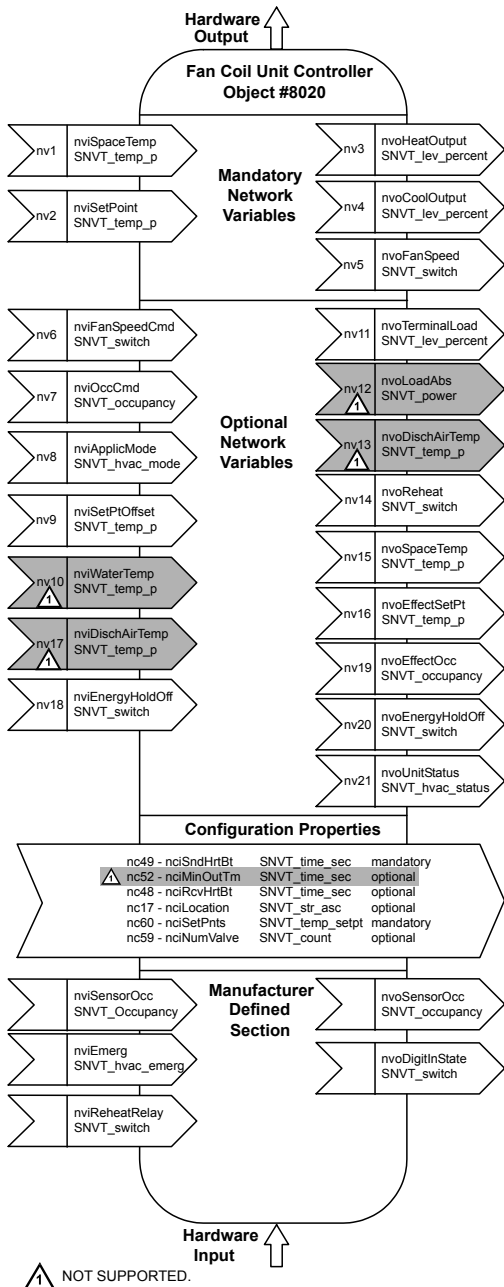 Hardware
Output
Fan Coil Unit Controller
Object #8020
Mandatory
Network
Variables
nv1
nviSpaceTemp
SNVT_temp_p
nv2
nviSetPoint
SNVT_temp_p
nv3
nvoHeatOutput
SNVT_lev_percent
nv4
nvoCoolOutput
SNVT_lev_percent
nv5
nvoFanSpeed
SNVT_switch
Optional
Network
Variables
nv6
nviFanSpeedCmd
SNVT_switch
nv7
nviOccCmd
SNVT_occupancy
nv8
nviApplicMode
SNVT_hvac_mode
nv9
nviSetPtOffset
SNVT_temp_p
nv10
1
nviWaterTemp
SNVT_temp_p
nv17
1
nviDischAirTemp
SNVT_temp_p
nv18
nviEnergyHoldOff
SNVT_switch
nv11
nvoTerminalLoad
SNVT_lev_percent
nv12
1
nvoLoadAbs
SNVT_power
nv13
1
nvoDischAirTemp
SNVT_temp_p
nv14
nvoReheat
SNVT_switch
nv15
nvoSpaceTemp
SNVT_temp_p
nv16
nvoEffectSetPt
SNVT_temp_p
nv19
nvoEffectOcc
SNVT_occupancy
nv20
nvoEnergyHoldOff
SNVT_switch
nv21
nvoUnitStatus
SNVT_hvac_status
Configuration Properties
nc49 - nciSndHrtBt SNVT_time_sec mandatory
1 nc52 - nciMinOutTm SNVT_time_sec optional
nc48 - nciRcvHrtBt SNVT_time_sec optional
nc17 - nciLocation SNVT_str_asc optional
nc60 - nciSetPnts SNVT_temp_setpt mandatory
nc59 - nciNumValve SNVT_count optional
Manufacturer
Defined
Section
nviSensorOcc
SNVT_Occupancy
nviEmerg
SNVT_hvac_emerg
nviReheatRelay
SNVT_switch
nvoSensorOcc
SNVT_occupancy
nvoDigitInState
SNVT_switch
Hardware
Input
1 NOT SUPPORTED.